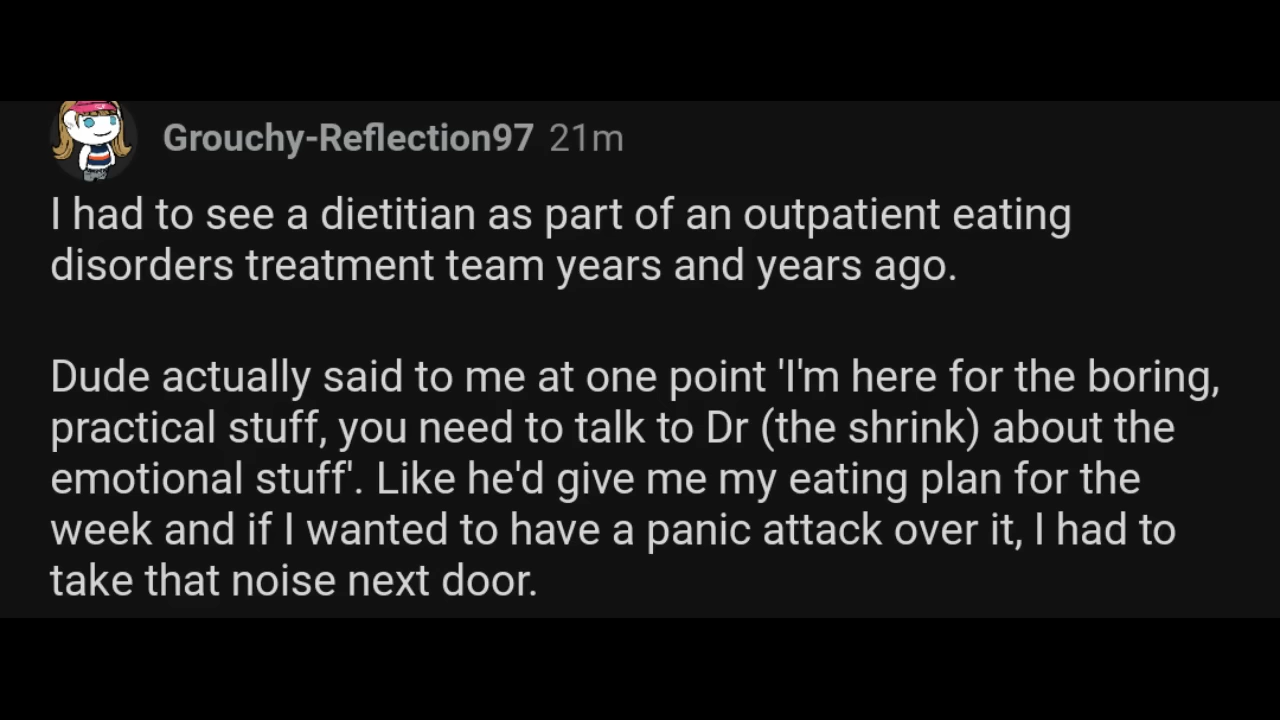 Grouchy-Reflection97 21m
I had to see a dietitian as part of an outpatient eating
disorders treatment team years and years ago.
Dude actually said to me at one point 'I'm here for the boring,
practical stuff, you need to talk to Dr (the shrink) about the
emotional stuff'. Like he'd give me my eating plan for the
week and if I wanted to have a panic attack over it, I had to
take that noise next door.